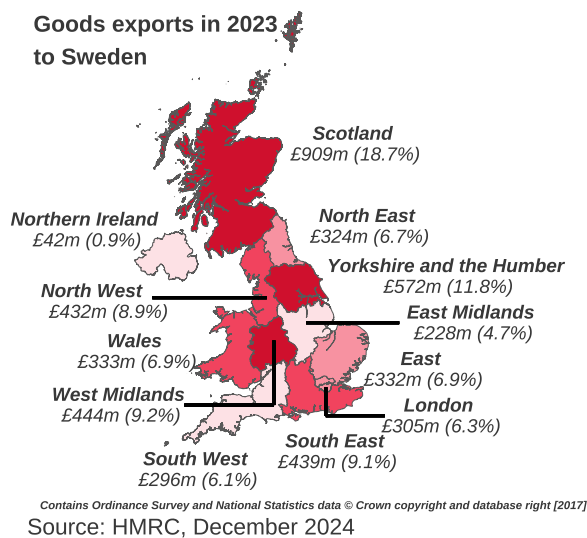 Goods exports in 2023
to Sweden
Scotland
£909m (18.7%)
Northern Ireland
£42m (0.9%)
North East
£324m (6.7%)
Yorkshire and the Humber
£572m (11.8%)
North West
£432m (8.9%)
East Midlands
£228m (4.7%)
Wales
£333m (6.9%)
East
£332m (6.9%)
West Midlands
£444m (9.2%)
London
£305m (6.3%)
South East
£439m (9.1%)
South West
£296m (6.1%)
Contains Ordinance Survey and National Statistics data © Crown copyright and database right [2017]
Source: HMRC, December 2024